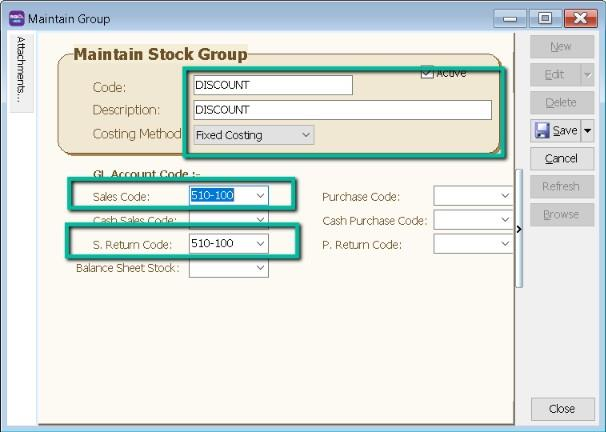 Maintain Group
Attachments...
Maintain Stock Group
Active
Code: DISCOUNT
Description: DISCOUNT
Costing Method Fixed Costing
GL Account Code :-
Sales Code: 510-100 Purchase Code:
Cash Sales Code: Cash Purchase Code:
S. Return Code: 510-100 P. Return Code:
Balance Sheet Stock:
New
Edit
Delete
Save
Cancel
Refresh
Browse
Close